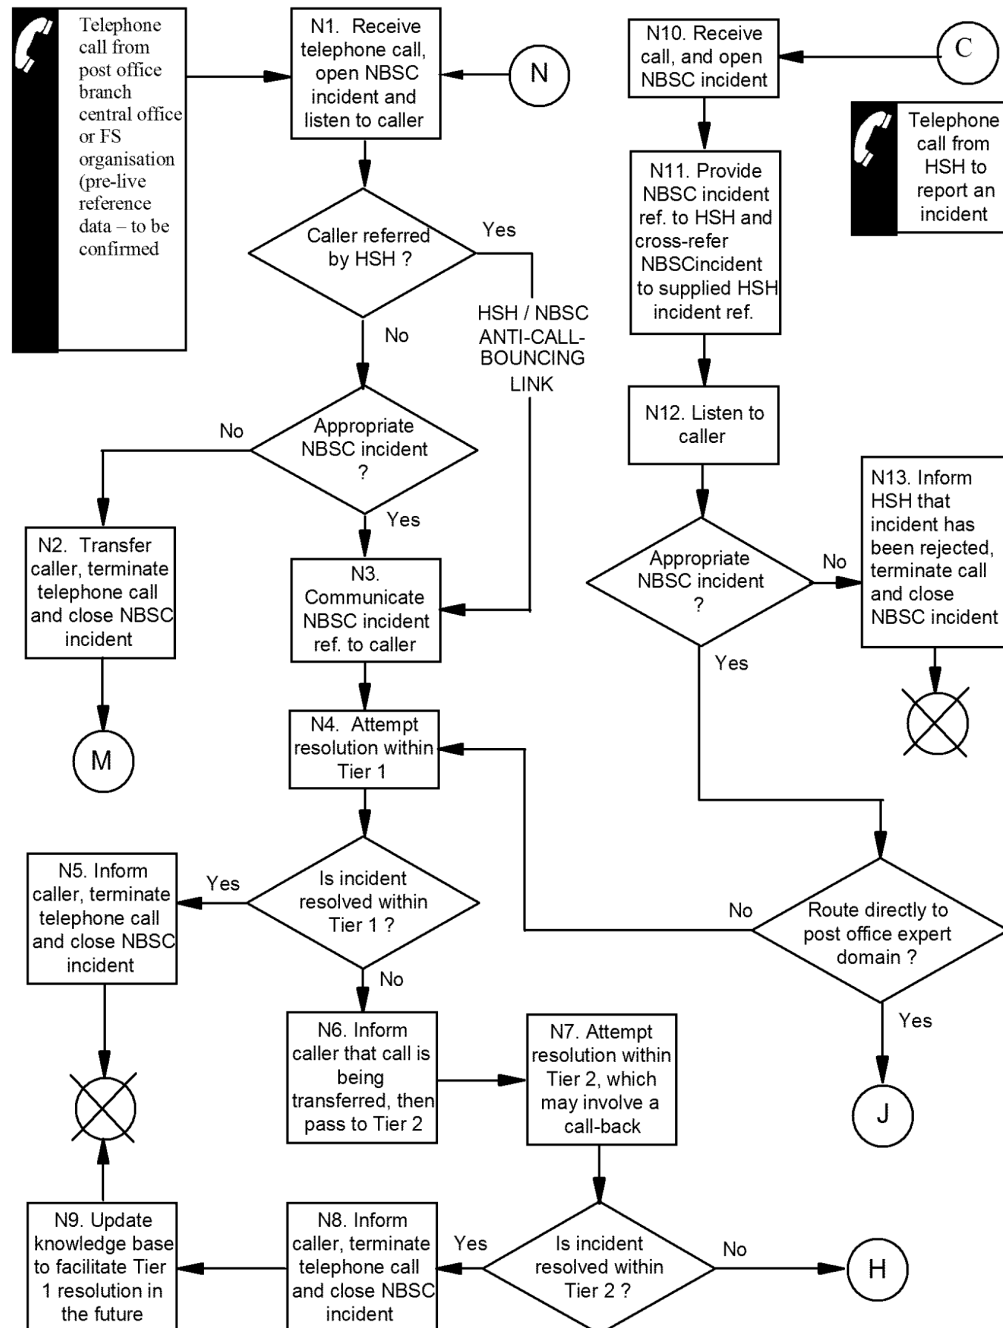 Telephone
call from
post office
branch
central office
or FS
organisation
(pre-live
reference
data – to be
confirmed
N1. Receive
telephone call,
open NBSC
incident and
listen to caller
N
N10. Receive
call, and open
NBSC incident
C
Telephone
call from
HSH to
report an
incident
N11. Provide
NBSC incident
ref. to HSH and
cross-refer
NBSCincident
to supplied HSH
incident ref.
Caller referred
by HSH ?
Yes
No
HSH / NBSC
ANTI-CALL-
BOUNCING
LINK
N12. Listen to
caller
Appropriate
NBSC incident
?
No
Yes
N2. Transfer
caller, terminate
telephone call
and close NBSC
incident
M
N3.
Communicate
NBSC incident
ref. to caller
Appropriate
NBSC incident
?
No
Yes
N13. Inform
HSH that
incident has
been rejected,
terminate call
and close
NBSC incident
N4. Attempt
resolution within
Tier 1
Is incident
resolved within
Tier 1 ?
Yes
No
N5. Inform
caller, terminate
telephone call
and close NBSC
incident
Route directly to
post office expert
domain ?
No
Yes
J
N6. Inform
caller that call is
being
transferred, then
pass to Tier 2
N7. Attempt
resolution within
Tier 2, which
may involve a
call-back
Is incident
resolved within
Tier 2 ?
Yes
No
H
N8. Inform
caller, terminate
telephone call
and close NBSC
incident
N9. Update
knowledge base
to facilitate Tier
1 resolution in
the future